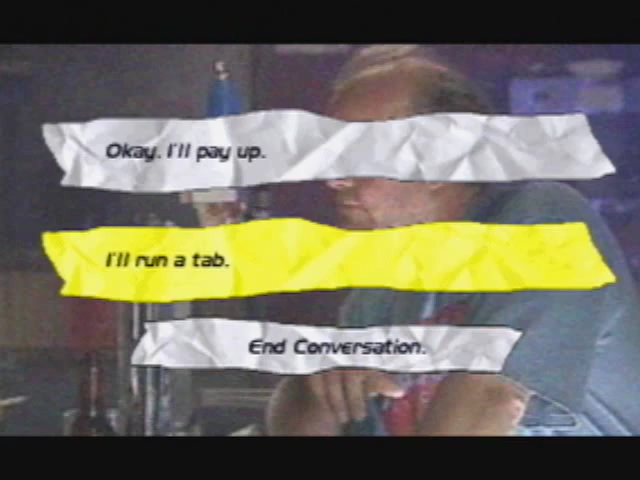 Okay. I'll pay up.
I'll run a tab.
End Conversation.